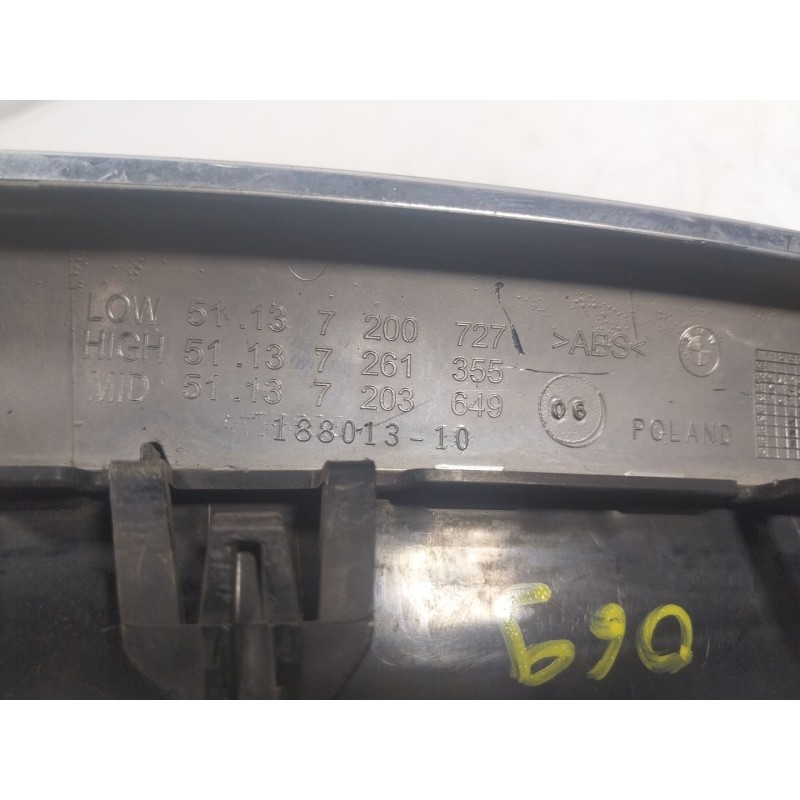 LOW 51.13 7 200 727 >ABS<
HIGH 51.13 7 261 355
MID 51.13 7 203 649 06
188013-10 POLAND